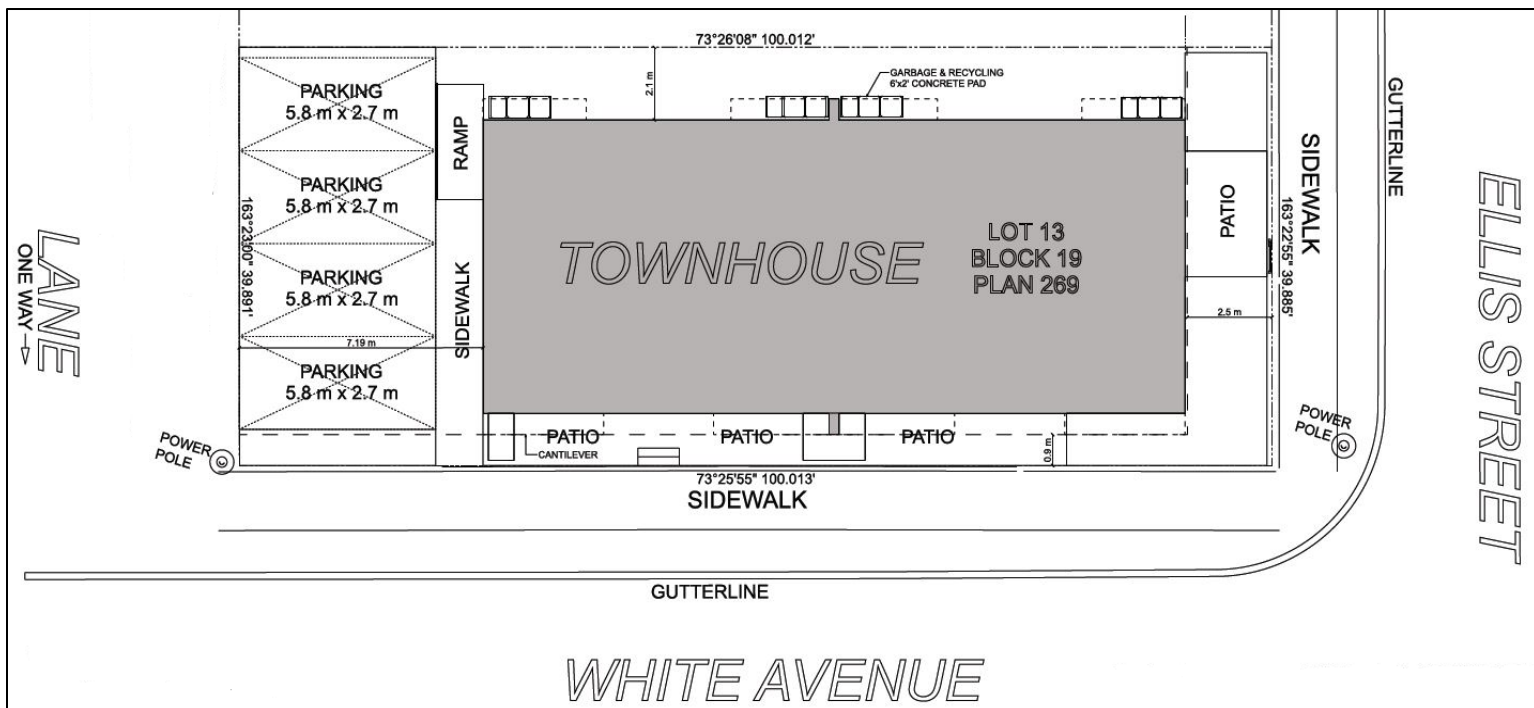 73°26'08" 100.012'
GARBAGE & RECYCLING
6'x2' CONCRETE PAD
2.1 m
PARKING
5.8 m x 2.7 m
PARKING
5.8 m x 2.7 m
PARKING
5.8 m x 2.7 m
PARKING
5.8 m x 2.7 m
163°23'00" 39.891'
7.19 m
RAMP
SIDEWALK
LANE
ONE WAY
TOWNHOUSE
LOT 13
BLOCK 19
PLAN 269
PATIO
2.5 m
163°22'55" 39.885'
SIDEWALK
GUTTERLINE
ELLIS STREET
POWER
POLE
PATIO
PATIO
PATIO
CANTILEVER
0.9 m
POWER
POLE
73°25'55" 100.013'
SIDEWALK
GUTTERLINE
WHITE AVENUE